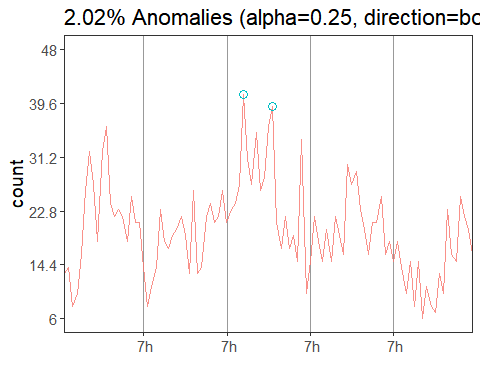 2.02% Anomalies (alpha=0.25, direction=bo
48
39.6
31.2
22.8
14.4
6
count
7h 7h 7h 7h